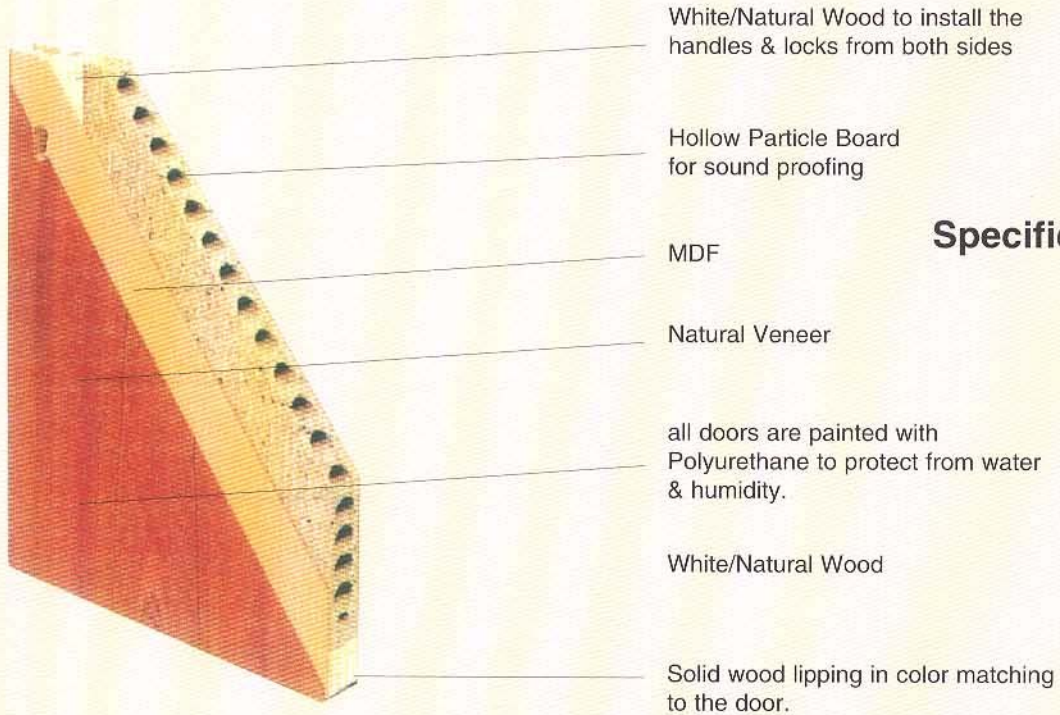 White/Natural Wood to install the
handles & locks from both sides
Hollow Particle Board
for sound proofing
MDF
Natural Veneer
all doors are painted with
Polyurethane to protect from water
& humidity.
White/Natural Wood
Solid wood lipping in color matching
to the door.